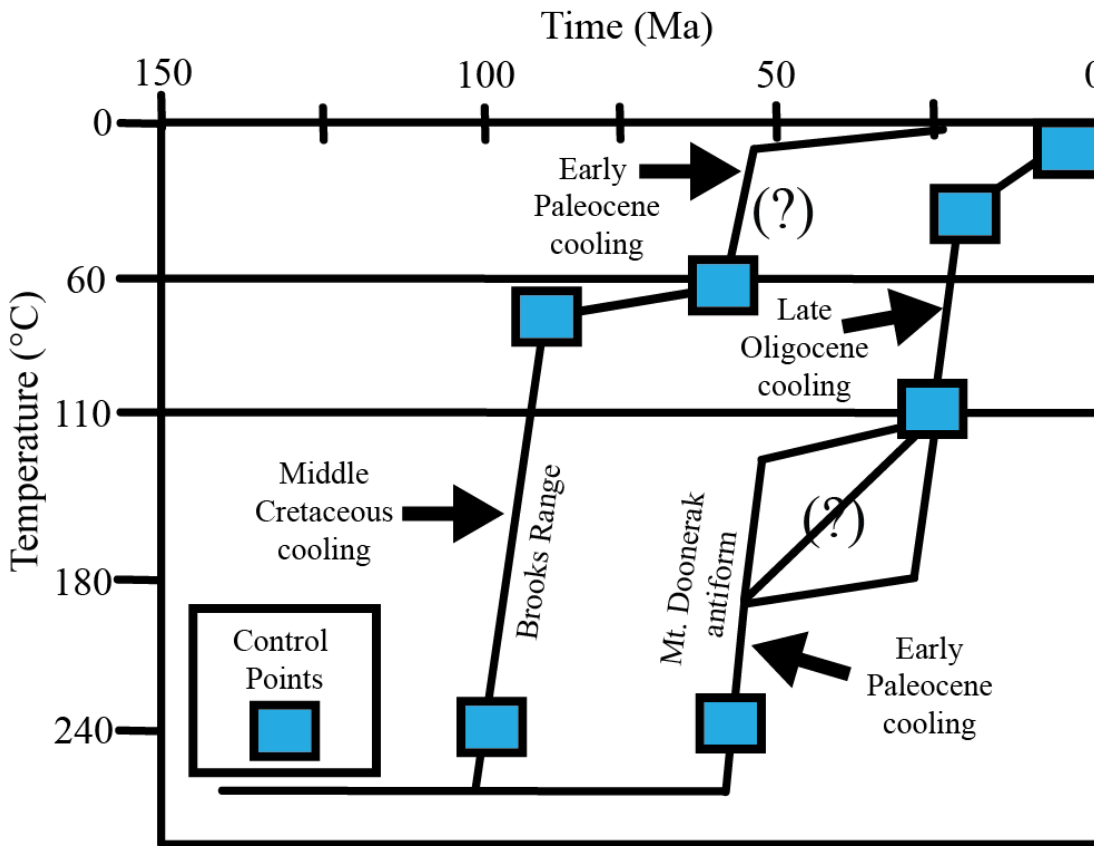 Time (Ma)
150
100
50
0
0
60
110
180
240
Temperature (°C)
Early
Paleocene
cooling
(?)
Late
Oligocene
cooling
Middle
Cretaceous
cooling
Brooks Range
Mt. Doonerak
antiform
(?)
Early
Paleocene
cooling
Control
Points